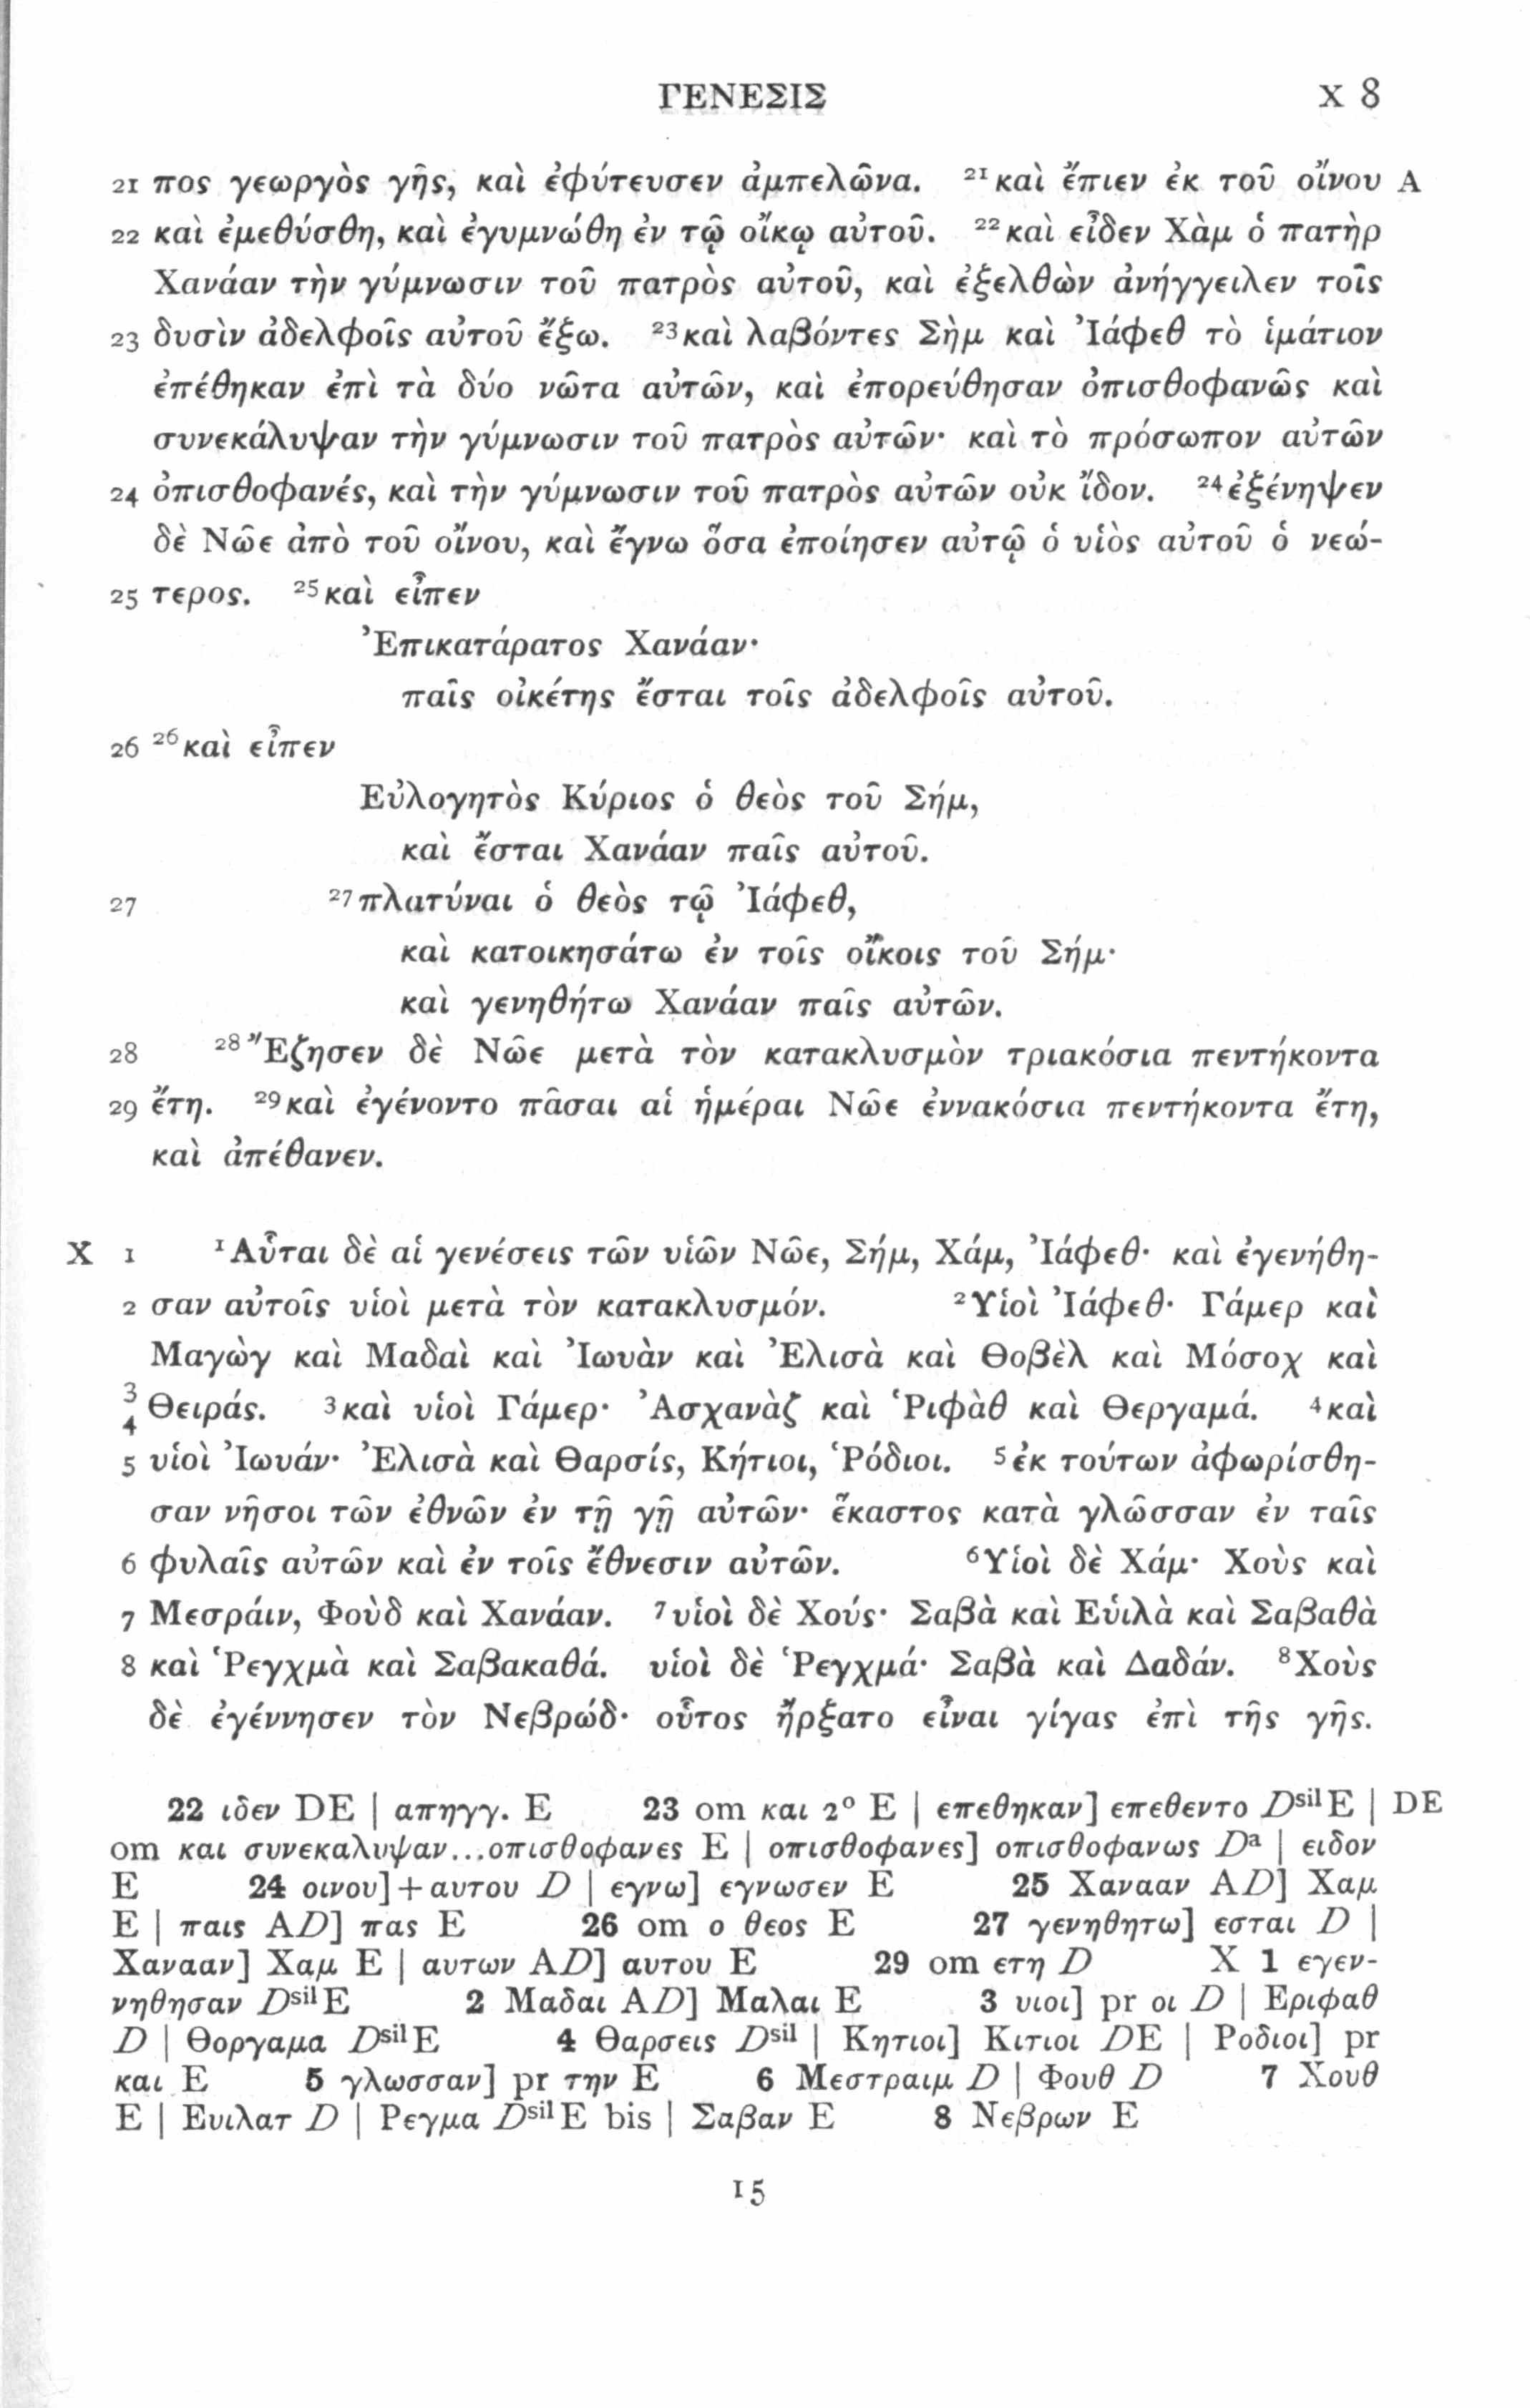 ΓΕΝΕΣΙΣ X 8
21 πος γεωργὸς γῆς, καὶ ἐφύτευσεν ἀμπελῶνα. ²¹καὶ ἔπιεν ἐκ τοῦ οἴνου A
22 καὶ ἐμεθύσθη, καὶ ἐγυμνώθη ἐν τῷ οἴκῳ αὐτοῦ. ²²καὶ εἶδεν Χὰμ ὁ πατὴρ
Χανάαν τὴν γύμνωσιν τοῦ πατρὸς αὐτοῦ, καὶ ἐξελθὼν ἀνήγγειλεν τοῖς
23 δυσὶν ἀδελφοῖς αὐτοῦ ἔξω. ²³καὶ λαβόντες Σὴμ καὶ Ἰάφεθ τὸ ἱμάτιον
ἐπέθηκαν ἐπὶ τὰ δύο νῶτα αὐτῶν, καὶ ἐπορεύθησαν ὀπισθοφανῶς καὶ
συνεκάλυψαν τὴν γύμνωσιν τοῦ πατρὸς αὐτῶν· καὶ τὸ πρόσωπον αὐτῶν
24 ὀπισθοφανές, καὶ τὴν γύμνωσιν τοῦ πατρὸς αὐτῶν οὐκ ἴδον. ²⁴ἐξένηψεν
δὲ Νῶε ἀπὸ τοῦ οἴνου, καὶ ἔγνω ὅσα ἐποίησεν αὐτῷ ὁ υἱὸς αὐτοῦ ὁ νεώ-
25 τερος. ²⁵καὶ εἶπεν
Ἐπικατάρατος Χανάαν·
παῖς οἰκέτης ἔσται τοῖς ἀδελφοῖς αὐτοῦ.
26 ²⁶καὶ εἶπεν
Εὐλογητὸς Κύριος ὁ θεὸς τοῦ Σήμ,
καὶ ἔσται Χανάαν παῖς αὐτοῦ.
27 ²⁷πλατύναι ὁ θεὸς τῷ Ἰάφεθ,
καὶ κατοικησάτω ἐν τοῖς οἴκοις τοῦ Σήμ·
καὶ γενηθήτω Χανάαν παῖς αὐτῶν.
28 ²⁸Ἔζησεν δὲ Νῶε μετὰ τὸν κατακλυσμὸν τριακόσια πεντήκοντα
29 ἔτη. ²⁹καὶ ἐγένοντο πᾶσαι αἱ ἡμέραι Νῶε ἐννακόσια πεντήκοντα ἔτη,
καὶ ἀπέθανεν.
X 1 ¹Αὗται δὲ αἱ γενέσεις τῶν υἱῶν Νῶε, Σήμ, Χάμ, Ἰάφεθ· καὶ ἐγενήθη-
2 σαν αὐτοῖς υἱοὶ μετὰ τὸν κατακλυσμόν. ²Υἱοὶ Ἰάφεθ· Γάμερ καὶ
Μαγὼγ καὶ Μαδαὶ καὶ Ἰωυὰν καὶ Ἐλισὰ καὶ Θοβὲλ καὶ Μόσοχ καὶ
3 4 Θειράς. ³καὶ υἱοὶ Γάμερ· Ἀσχανὰζ καὶ Ῥιφὰθ καὶ Θεργαμά. ⁴καὶ
5 υἱοὶ Ἰωυάν· Ἐλισὰ καὶ Θαρσίς, Κήτιοι, Ῥόδιοι. ⁵ἐκ τούτων ἀφωρίσθη-
σαν νῆσοι τῶν ἐθνῶν ἐν τῇ γῇ αὐτῶν· ἕκαστος κατὰ γλῶσσαν ἐν ταῖς
6 φυλαῖς αὐτῶν καὶ ἐν τοῖς ἔθνεσιν αὐτῶν. ⁶Υἱοὶ δὲ Χάμ· Χοὺς καὶ
7 Μεσράιν, Φοὺδ καὶ Χανάαν. ⁷υἱοὶ δὲ Χούς· Σαβὰ καὶ Εὑιλὰ καὶ Σαβαθὰ
8 καὶ Ῥεγχμὰ καὶ Σαβακαθά. υἱοὶ δὲ Ῥεγχμά· Σαβὰ καὶ Δαδάν. ⁸Χοὺς
δὲ ἐγέννησεν τὸν Νεβρώδ· οὗτος ἤρξατο εἶναι γίγας ἐπὶ τῆς γῆς.
22 ιδεν DE | απηγγ. E 23 om και 2⁰ E | επεθηκαν] επεθεντο Dˢⁱˡ E | DE
om και συνεκαλυψαν...οπισθοφανες E | οπισθοφανες] οπισθοφανως Dᵃ | ειδον
E 24 οινου] + αυτου D | εγνω] εγνωσεν E 25 Χανααν AD] Χαμ
E | παις AD] πας E 26 om ο θεος E 27 γενηθητω] εσται D |
Χανααν] Χαμ E | αυτων AD] αυτου E 29 om ετη D X 1 εγεν-
νηθησαν Dˢⁱˡ E 2 Μαδαι AD] Μαλαι E 3 υιοι] pr οι D | Εριφαθ
D | Θοργαμα Dˢⁱˡ E 4 Θαρσεις Dˢⁱˡ | Κητιοι] Κιτιοι DE | Ροδιοι] pr
και E 5 γλωσσαν] pr την E 6 Μεστραιμ D | Φουθ D 7 Χουθ
E | Ευιλατ D | Ρεγμα Dˢⁱˡ E bis | Σαβαν E 8 Νεβρων E
15